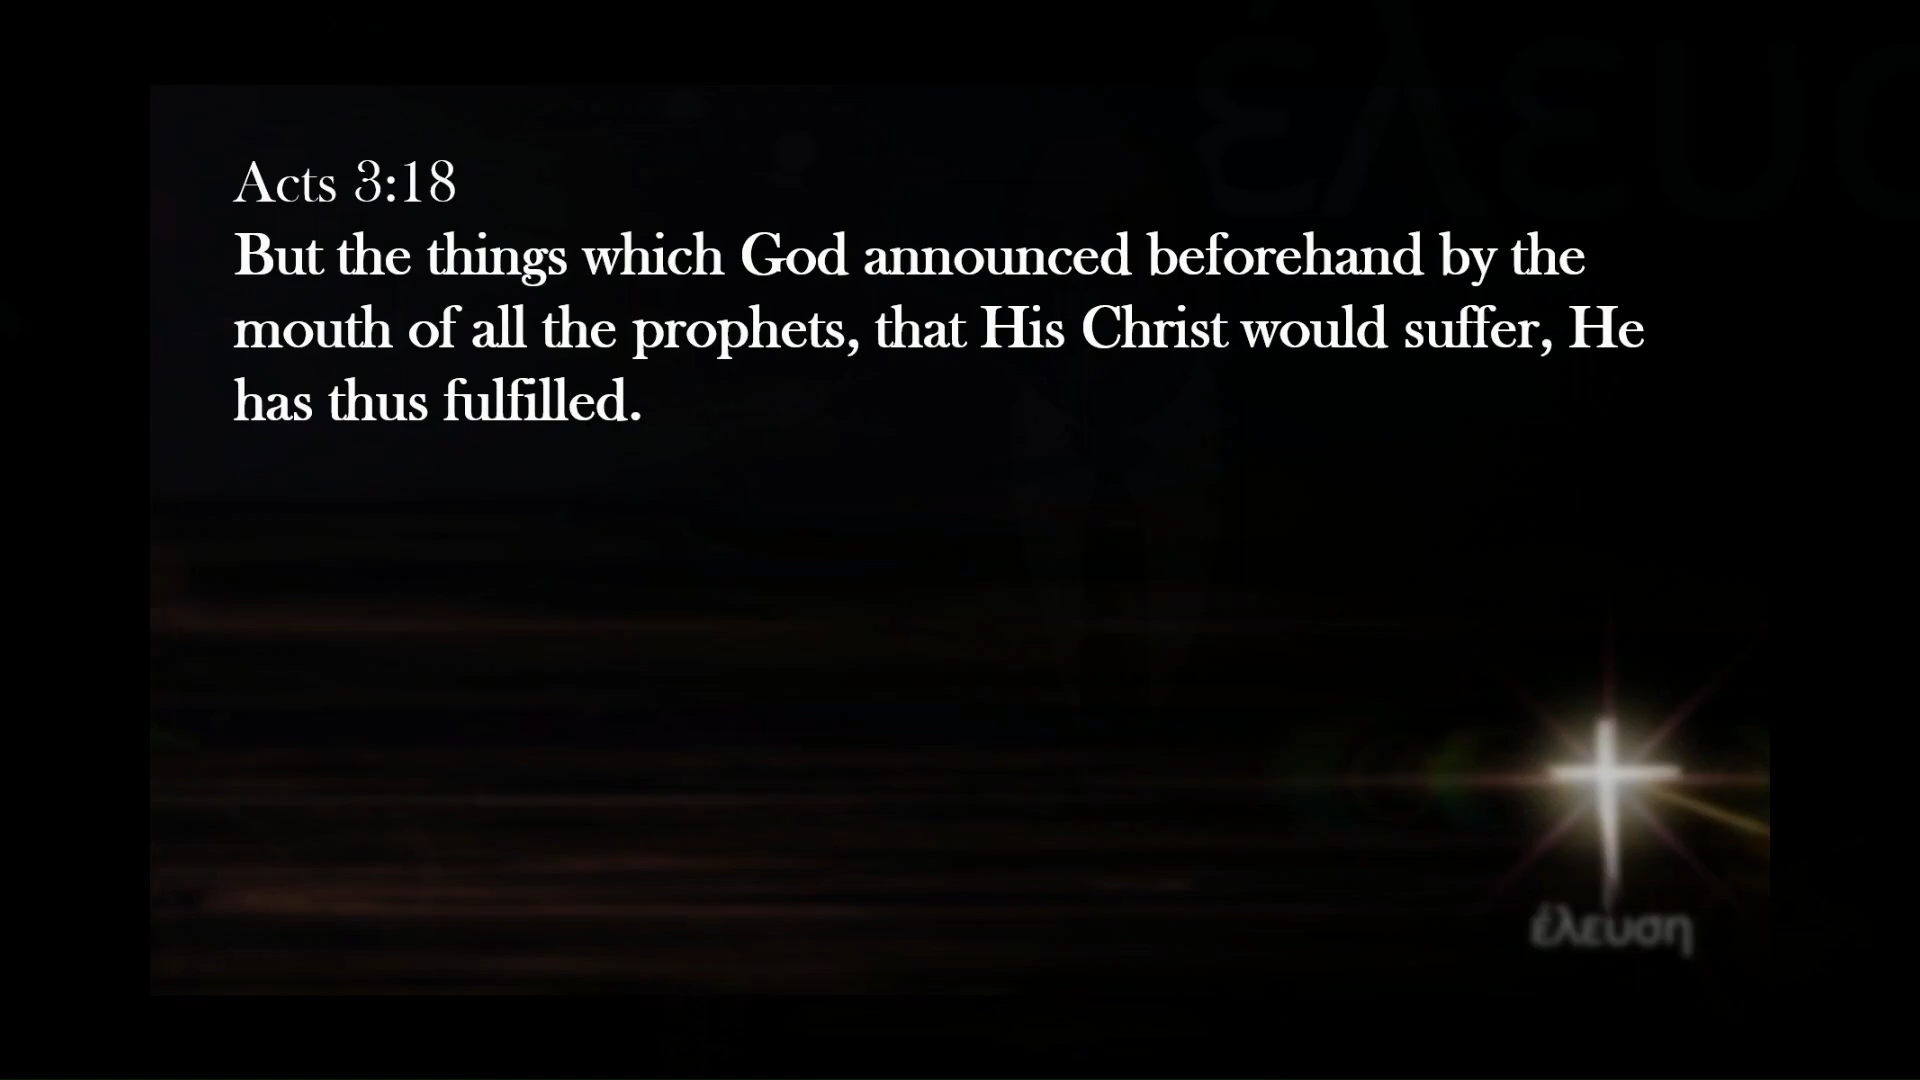 Acts 3:18
But the things which God announced beforehand by the
mouth of all the prophets, that His Christ would suffer, He
has thus fulfilled.
έλευση